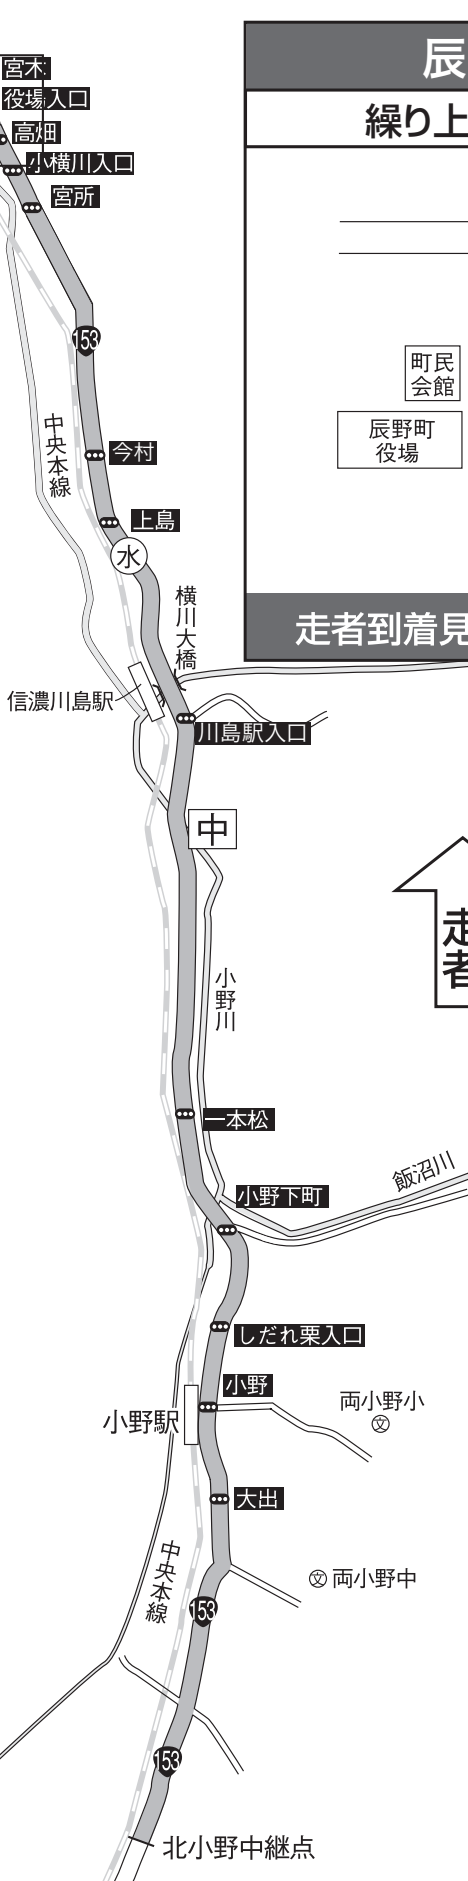 宮木
役場入口
高畑
小横川入口
宮所
辰
繰り上
153
町民
会館
辰野町
役場
中央本線
今村
上島
水
横川大橋
走者到着見
信濃川島駅
川島駅入口
中
走
者
小野川
一本松
飯沼川
小野下町
しだれ栗入口
小野
小野駅
両小野小
文
大出
中央本線
文 両小野中
153
153
北小野中継点